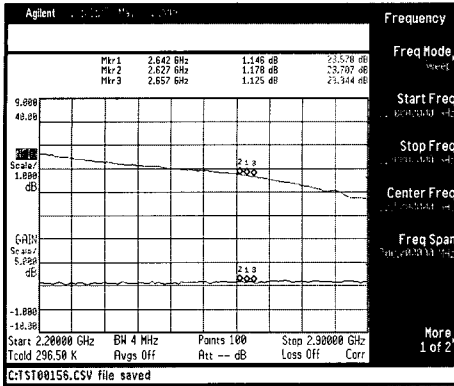 Agilent
Frequency
Mkr1 2.642 GHz 1.146 dB 23.578 dB
Mkr2 2.627 GHz 1.178 dB 23.707 dB
Mkr3 2.657 GHz 1.125 dB 23.344 dB
Freq Mode
Start Freq
Stop Freq
Center Freq
Freq Span
More
1 of 2
9.000
40.00
Scale/
1.000
dB
2 1 3
GAIN
Scale/
5.000
dB
2 1 3
-1.000
-10.00
Start 2.20000 GHz BW 4 MHz Points 100 Stop 2.90000 GHz
Tcold 296.50 K Avgs Off Att -- dB Loss Off Corr
C:TST00156.CSV file saved